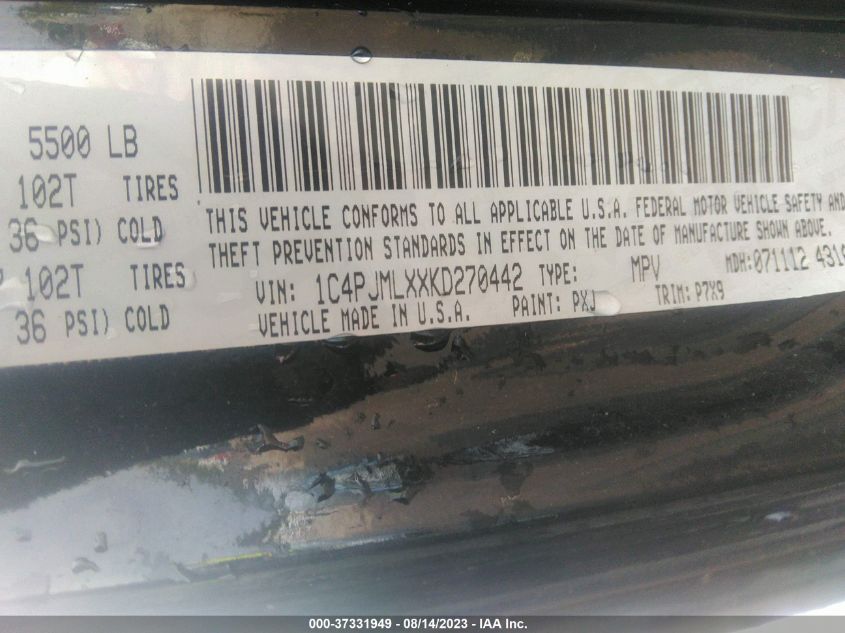 5500 LB
102T TIRES
36 PSI) COLD
102T TIRES
36 PSI) COLD
THIS VEHICLE CONFORMS TO ALL APPLICABLE U.S.A. FEDERAL MOTOR VEHICLE SAFETY AND
THEFT PREVENTION STANDARDS IN EFFECT ON THE DATE OF MANUFACTURE SHOWN ABOVE.
VIN: 1C4PJMLXXKD270442 TYPE: MPV MDH:071112 431
VEHICLE MADE IN U.S.A. PAINT: PXJ TRIM: P7X9
000-37331949 - 08/14/2023 - IAA Inc.